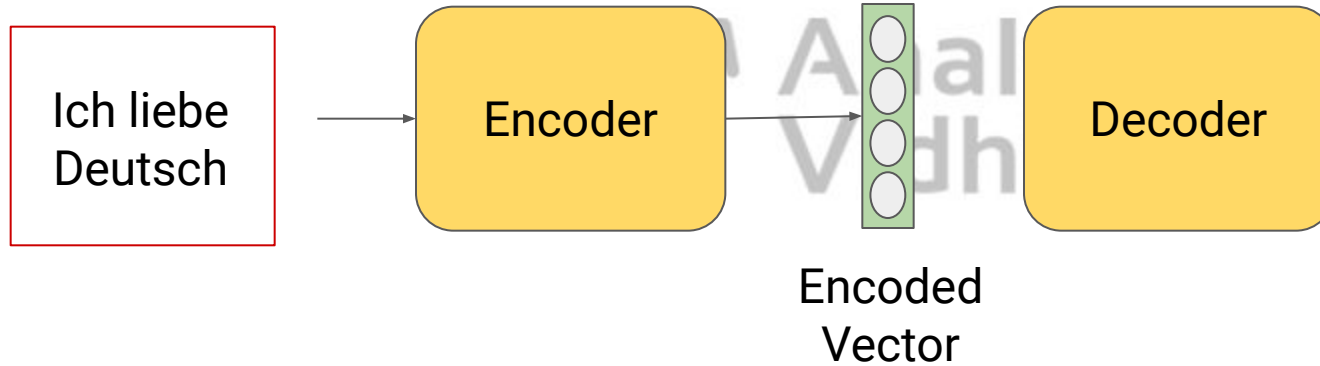 Ich liebe
Deutsch
Encoder
Encoded
Vector
Decoder